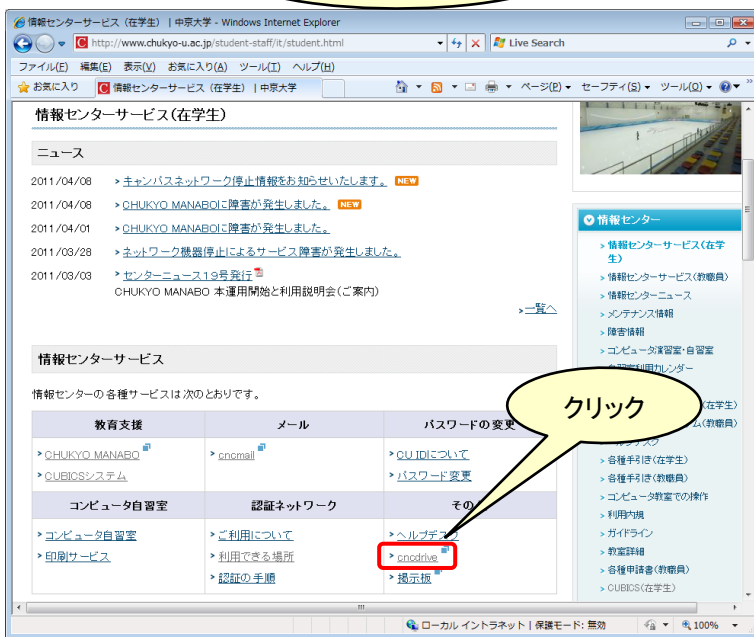 情報センターサービス（在学生）｜中京大学 - Windows Internet Explorer
http://www.chukyo-u.ac.jp/student-staff/it/student.html
Live Search
ファイル(F) 編集(E) 表示(V) お気に入り(A) ツール(T) ヘルプ(H)
お気に入り 情報センターサービス（在学生）｜中京大学 ページ(P) セーフティ(S) ツール(O)
情報センターサービス(在学生)
ニュース
2011/04/08 キャンパスネットワーク停止情報をお知らせいたします。 NEW
2011/04/08 CHUKYO MANABOに障害が発生しました。 NEW
2011/04/01 CHUKYO MANABOに障害が発生しました。
2011/03/28 ネットワーク機器停止によるサービス障害が発生しました。
2011/03/03 センターニュース19号発行
CHUKYO MANABO 本運用開始と利用説明会(ご案内)
一覧へ
情報センターサービス
情報センターの各種サービスは次のとおりです。
教育支援 メール パスワードの変更
CHUKYO MANABO cncmail CU IDについて
CUBICSシステム パスワード変更
コンピュータ自習室 認証ネットワーク その
コンピュータ自習室 ご利用について ヘルプデスク
印刷サービス 利用できる場所 cncdrive
認証の手順 掲示板
クリック
情報センター
情報センターサービス(在学
生)
情報センターサービス(教職員)
情報センターニュース
メンテナンス情報
障害情報
コンピュータ演習室・自習室
自習室利用カレンダー
(在学生)
ム(教職員)
ヘルプデスク
各種手引き(在学生)
各種手引き(教職員)
コンピュータ教室での操作
利用内規
ガイドライン
教室詳細
各種申請書(教職員)
CUBICS(在学生)
ローカル イントラネット | 保護モード: 無効 100%